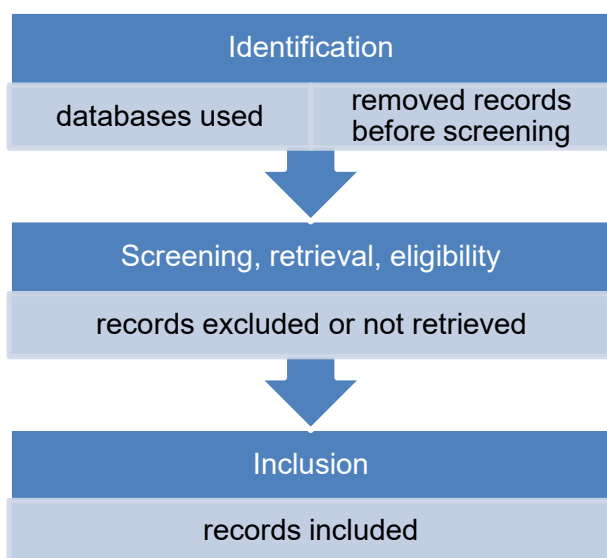 Identification
databases used
removed records
before screening
Screening, retrieval, eligibility
records excluded or not retrieved
Inclusion
records included